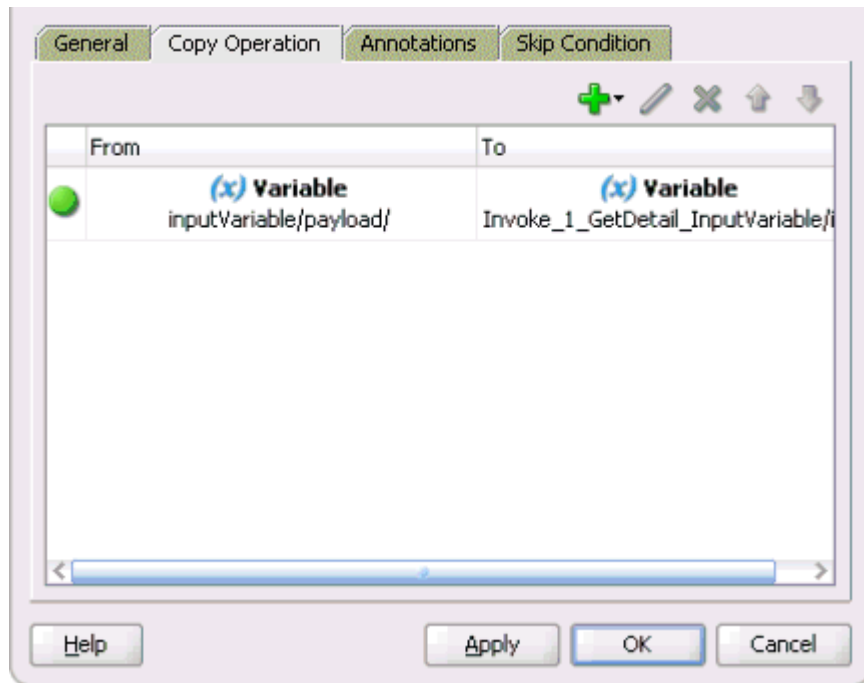 General Copy Operation Annotations Skip Condition
From To
(x) Variable (x) Variable
inputVariable/payload/ Invoke_1_GetDetail_InputVariable/i
Help Apply OK Cancel